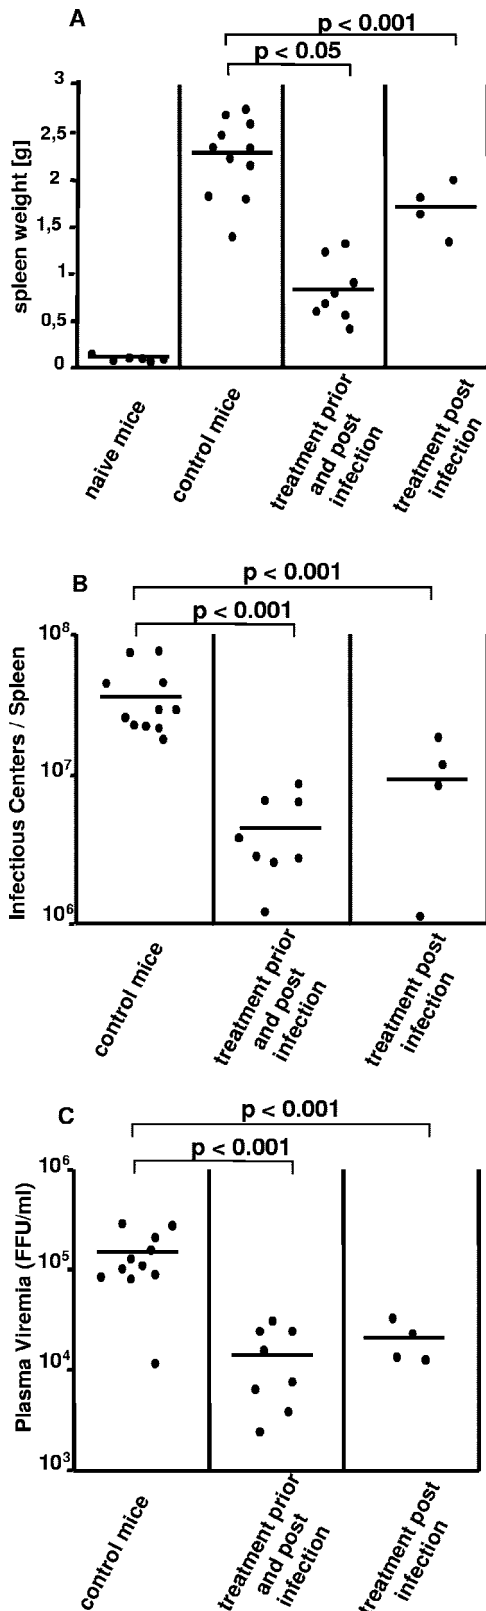 A
p < 0.001
p < 0.05
3
2,5
2
1,5
1
0,5
0
spleen weight [g]
naive mice
control mice
treatment prior
and post
infection
treatment post
infection
B
p < 0.001
p < 0.001
10⁸
10⁷
10⁶
Infectious Centers / Spleen
control mice
treatment prior
and post
infection
treatment post
infection
C
p < 0.001
p < 0.001
10⁶
10⁵
10⁴
10³
Plasma Viremia (FFU/ml)
control mice
treatment prior
and post
infection
treatment post
infection